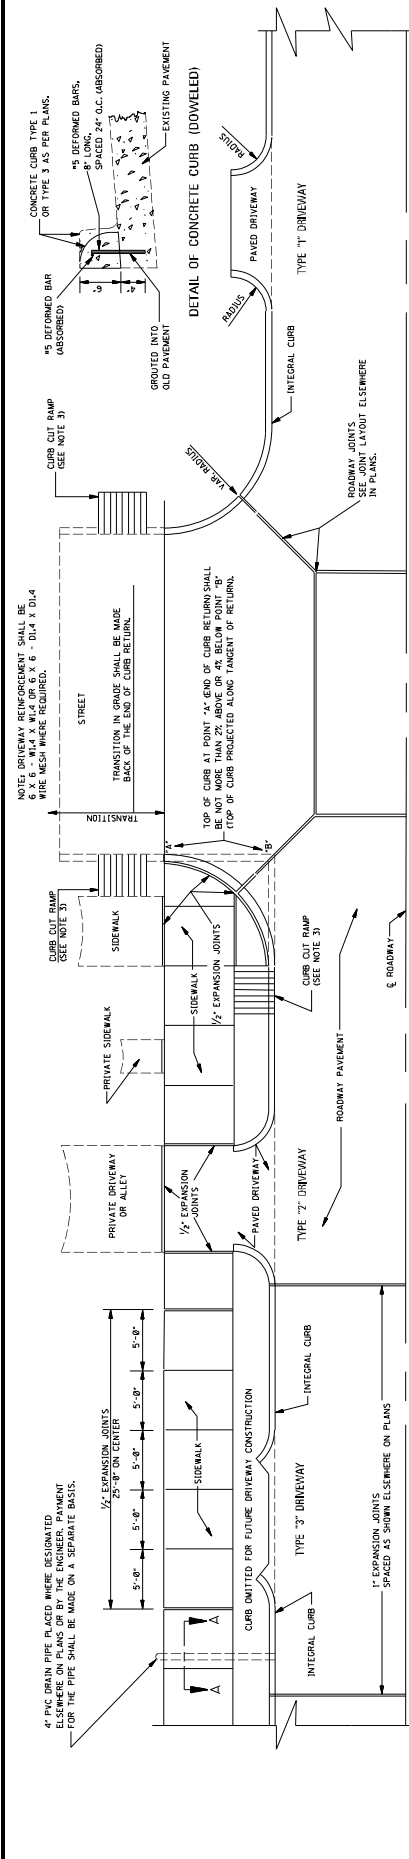 4" PVC DRAIN PIPE PLACED WHERE DESIGNATED
ELSEWHERE ON PLANS OR BY THE ENGINEER. PAYMENT
FOR THE PIPE SHALL BE MADE ON A SEPARATE BASIS.
1/2" EXPANSION JOINTS
25'-0" ON CENTER
5'-0"
5'-0"
5'-0"
5'-0"
5'-0"
A
A
SIDEWALK
CURB OMITTED FOR FUTURE DRIVEWAY CONSTRUCTION
INTEGRAL CURB
TYPE "3" DRIVEWAY
INTEGRAL CURB
1" EXPANSION JOINTS
SPACED AS SHOWN ELSEWHERE ON PLANS
PRIVATE DRIVEWAY
OR ALLEY
1/2" EXPANSION
JOINTS
PAVED DRIVEWAY
TYPE "2" DRIVEWAY
PRIVATE SIDEWALK
SIDEWALK
SIDEWALK
1/2" EXPANSION JOINTS
CURB CUT RAMP
(SEE NOTE 3)
CURB CUT RAMP
(SEE NOTE 3)
ROADWAY PAVEMENT
℄ ROADWAY
NOTE: DRIVEWAY REINFORCEMENT SHALL BE
6 X 6 - W1.4 X W1.4 OR 6 X 6 - D1.4 X D1.4
WIRE MESH WHERE REQUIRED.
STREET
TRANSITION
TRANSITION IN GRADE SHALL BE MADE
BACK OF THE END OF CURB RETURN.
"A"
"B"
TOP OF CURB AT POINT "A" (END OF CURB RETURN) SHALL
BE NOT MORE THAN 2% ABOVE OR 4% BELOW POINT "B"
(TOP OF CURB PROJECTED ALONG TANGENT OF RETURN).
CURB CUT RAMP
(SEE NOTE 3)
VAR. RADIUS
ROADWAY JOINTS
SEE JOINT LAYOUT ELSEWHERE
IN PLANS.
INTEGRAL CURB
RADIUS
PAVED DRIVEWAY
RADIUS
TYPE "1" DRIVEWAY
#5 DEFORMED BAR
(ABSORBED)
CONCRETE CURB TYPE 1
OR TYPE 3 AS PER PLANS.
#5 DEFORMED BARS,
8" LONG,
SPACED 24" O.C. (ABSORBED)
6"
4"
GROUTED INTO
OLD PAVEMENT
EXISTING PAVEMENT
DETAIL OF CONCRETE CURB (DOWELED)